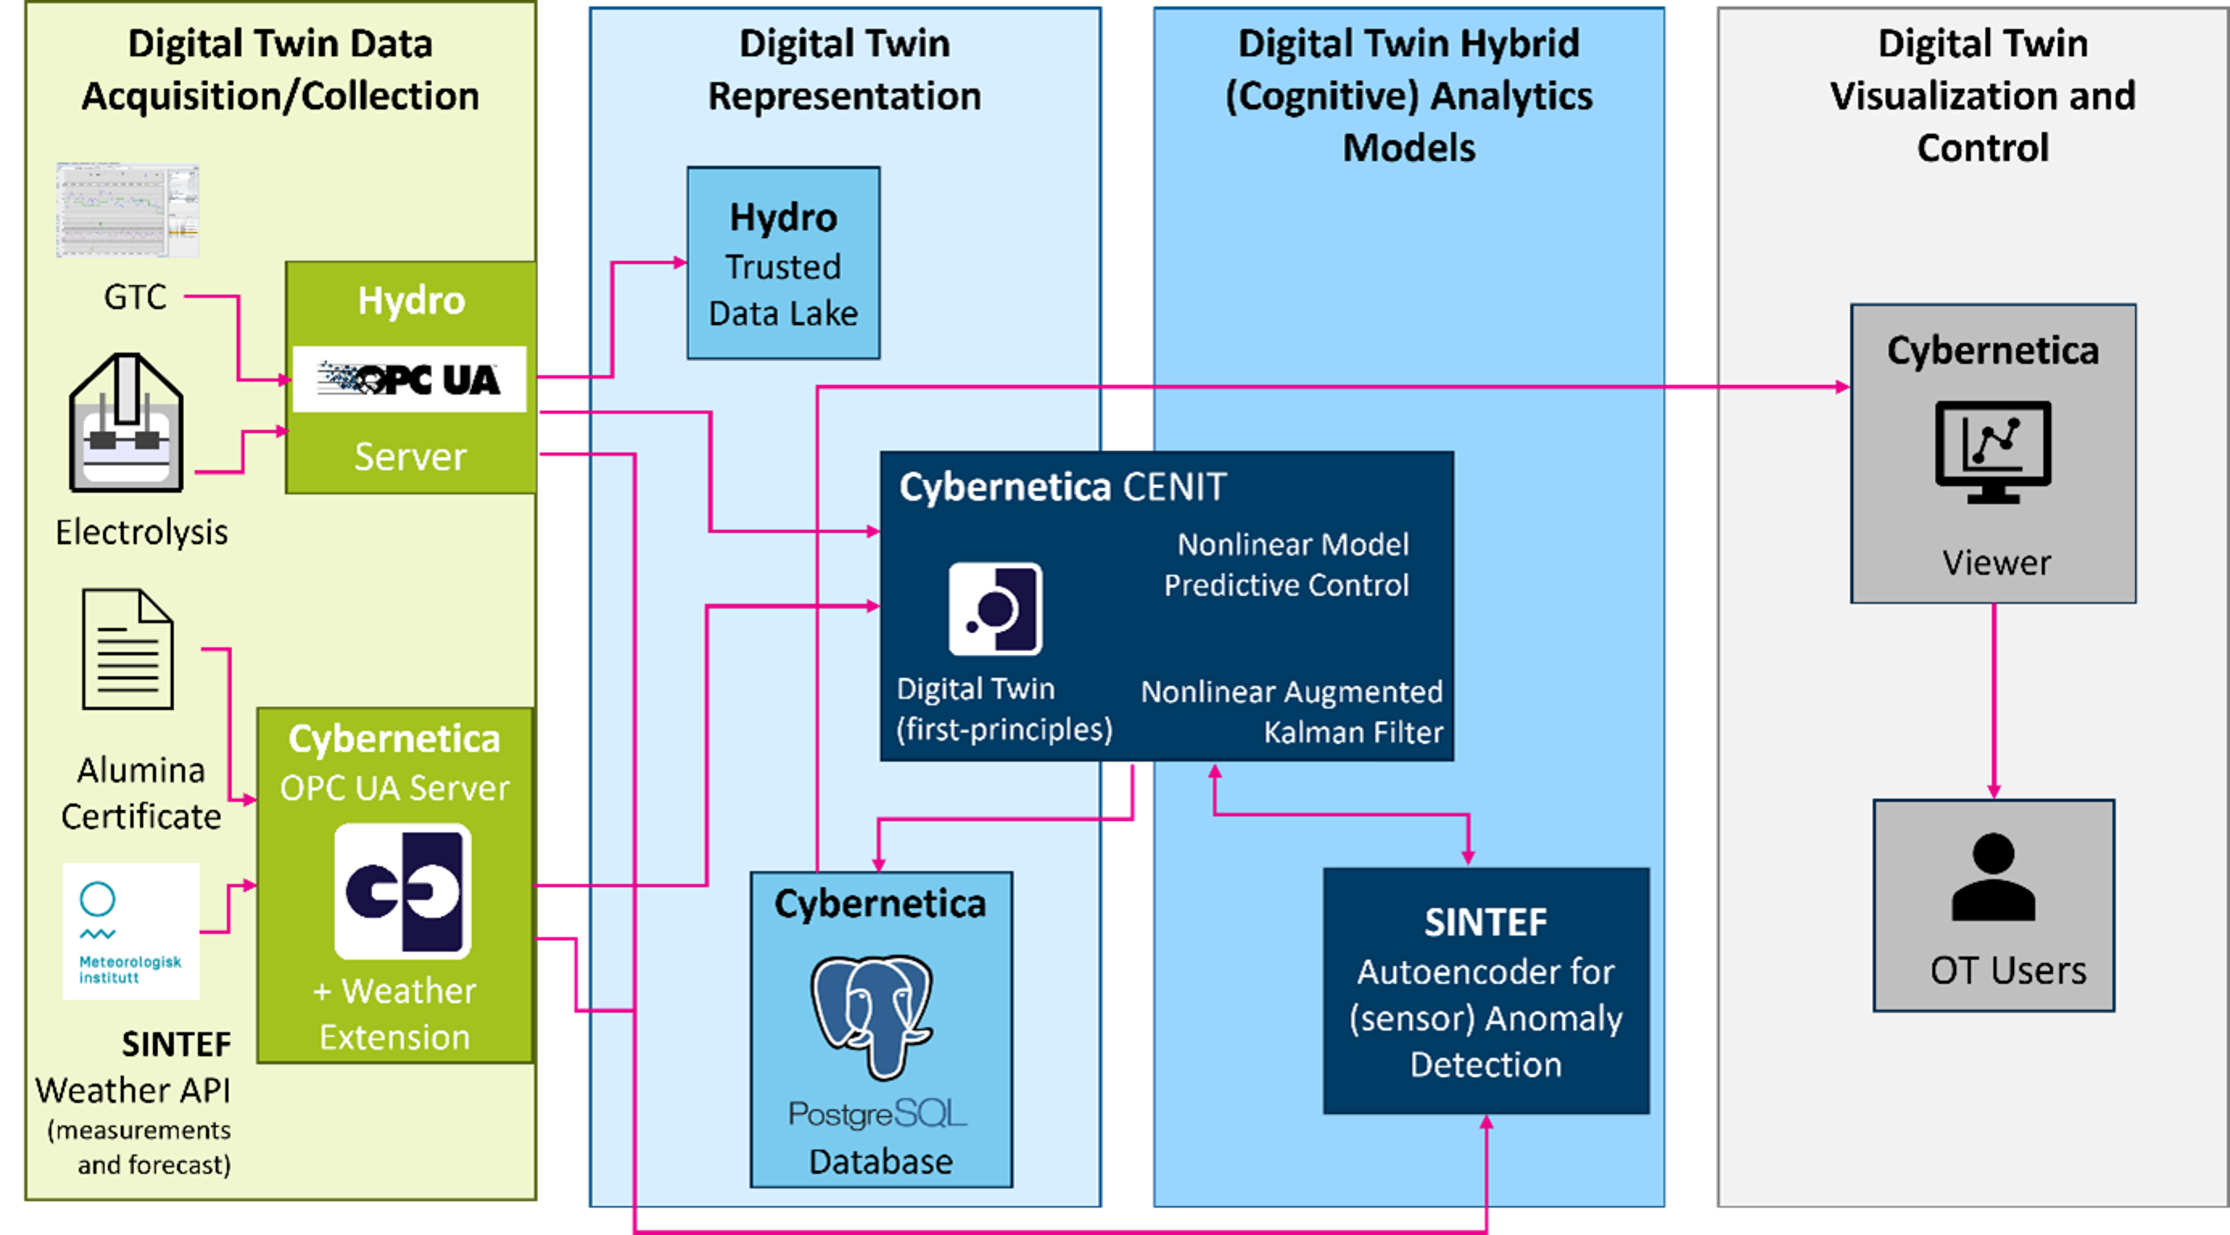 Digital Twin Data
Acquisition/Collection
GTC
Hydro
OPC UA
Server
Electrolysis
Alumina
Certificate
Cybernetica
OPC UA Server
+ Weather
Extension
Meteorologisk
institutt
SINTEF
Weather API
(measurements
and forecast)
Digital Twin
Representation
Hydro
Trusted
Data Lake
Cybernetica CENIT
Nonlinear Model
Predictive Control
Digital Twin
(first-principles)
Nonlinear Augmented
Kalman Filter
Cybernetica
PostgreSQL
Database
Digital Twin Hybrid
(Cognitive) Analytics
Models
SINTEF
Autoencoder for
(sensor) Anomaly
Detection
Digital Twin
Visualization and
Control
Cybernetica
Viewer
OT Users